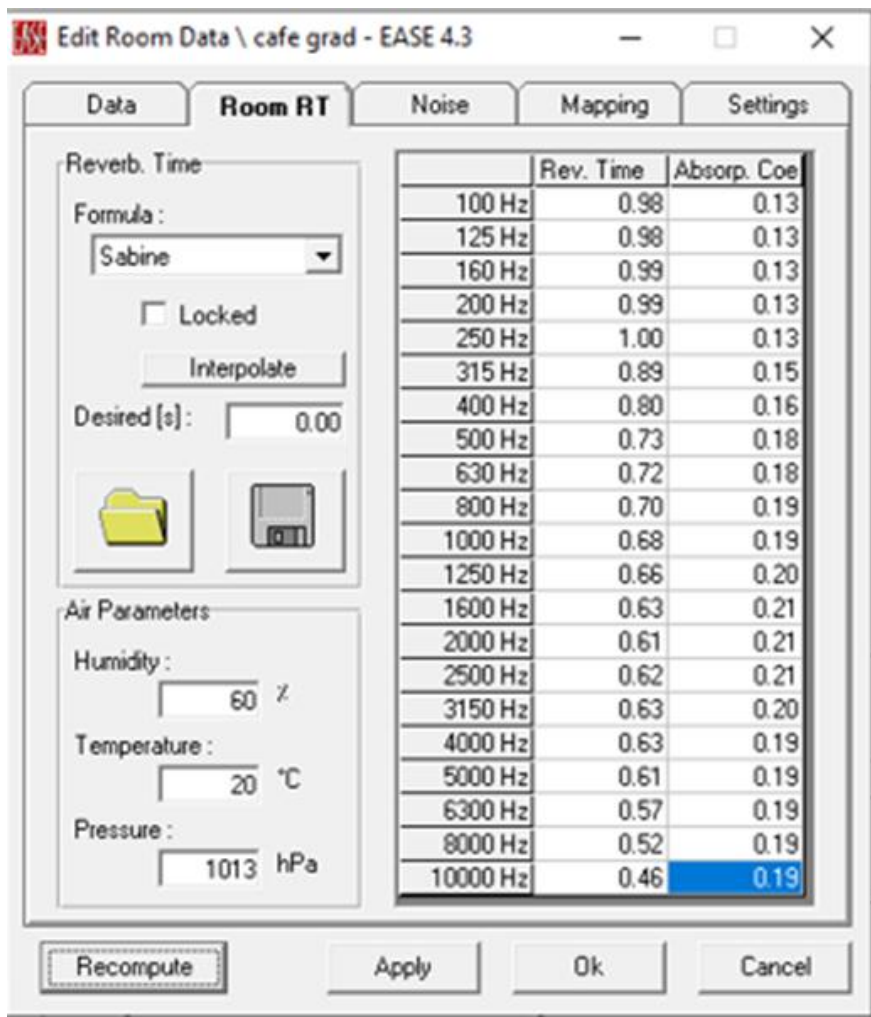 EASE Edit Room Data \ cafe grad - EASE 4.3
Data Room RT Noise Mapping Settings
Reverb. Time
Formula :
Sabine
Locked
Interpolate
Desired [s] : 0.00
Air Parameters
Humidity :
60 %
Temperature :
20 °C
Pressure :
1013 hPa
Rev. Time Absorp. Coe
100 Hz 0.98 0.13
125 Hz 0.98 0.13
160 Hz 0.99 0.13
200 Hz 0.99 0.13
250 Hz 1.00 0.13
315 Hz 0.89 0.15
400 Hz 0.80 0.16
500 Hz 0.73 0.18
630 Hz 0.72 0.18
800 Hz 0.70 0.19
1000 Hz 0.68 0.19
1250 Hz 0.66 0.20
1600 Hz 0.63 0.21
2000 Hz 0.61 0.21
2500 Hz 0.62 0.21
3150 Hz 0.63 0.20
4000 Hz 0.63 0.19
5000 Hz 0.61 0.19
6300 Hz 0.57 0.19
8000 Hz 0.52 0.19
10000 Hz 0.46 0.19
Recompute Apply Ok Cancel